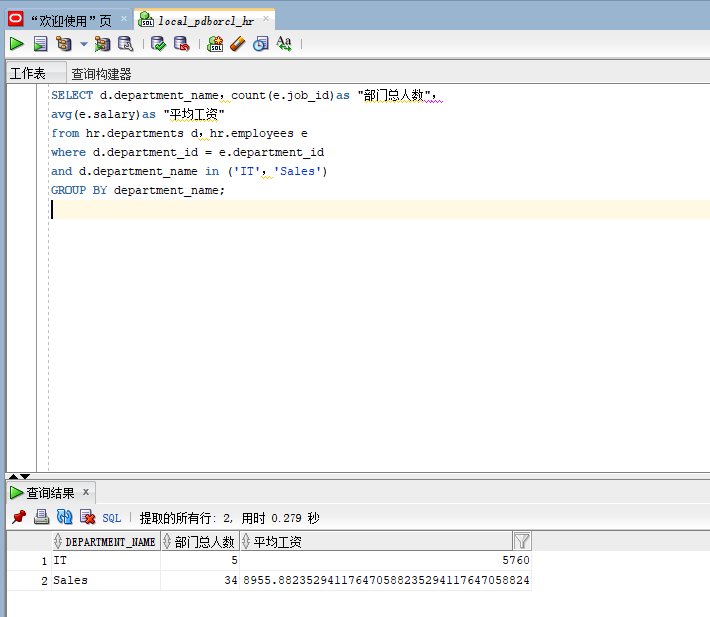 “欢迎使用”页
local_pdborcl_hr
工作表 查询构建器
SELECT d.department_name，count(e.job_id)as "部门总人数"，
avg(e.salary)as "平均工资"
from hr.departments d，hr.employees e
where d.department_id = e.department_id
and d.department_name in ('IT'，'Sales')
GROUP BY department_name;
查询结果
SQL | 提取的所有行: 2, 用时 0.279 秒
DEPARTMENT_NAME 部门总人数 平均工资
1 IT 5 5760
2 Sales 34 8955.88235294117647058823529411764705882​4